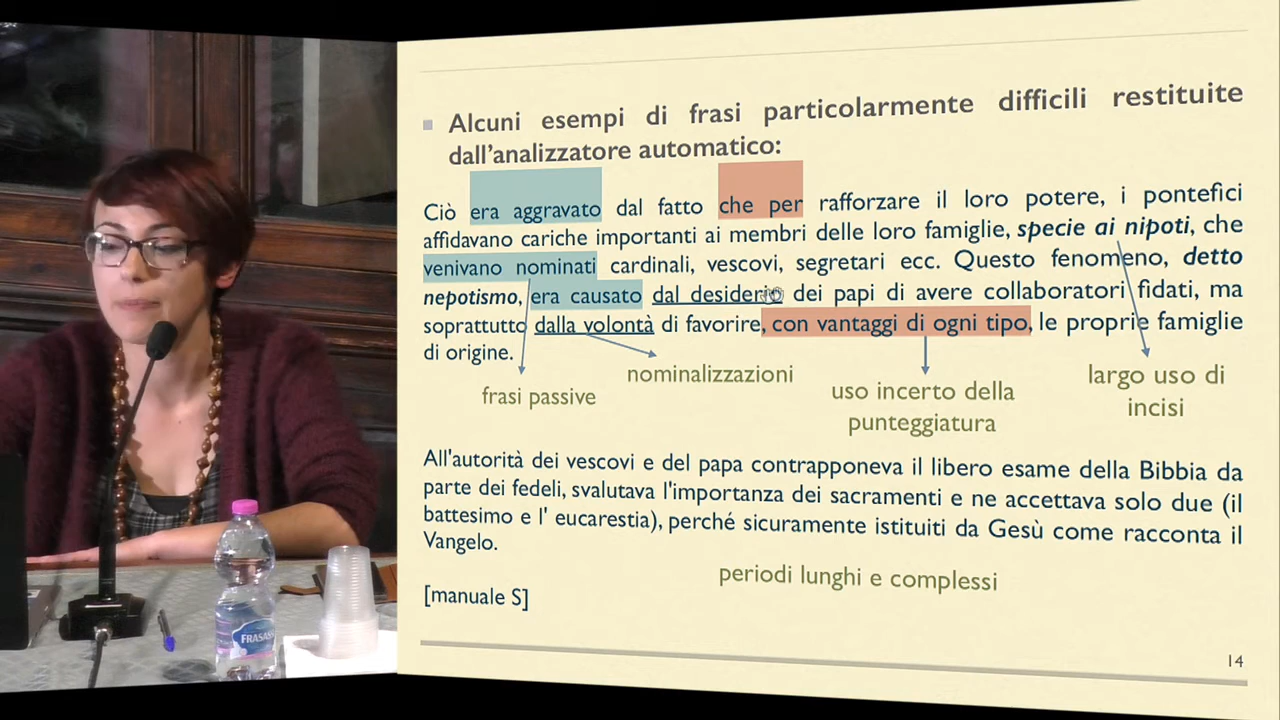 Alcuni esempi di frasi particolarmente difficili restituite
dall'analizzatore automatico:
Ciò era aggravato dal fatto che per rafforzare il loro potere, i pontefici
affidavano cariche importanti ai membri delle loro famiglie, specie ai nipoti, che
venivano nominati cardinali, vescovi, segretari ecc. Questo fenomeno, detto
nepotismo, era causato dal desiderio dei papi di avere collaboratori fidati, ma
soprattutto dalla volontà di favorire, con vantaggi di ogni tipo, le proprie famiglie
di origine.
frasi passive
nominalizzazioni
uso incerto della
punteggiatura
largo uso di
incisi
All'autorità dei vescovi e del papa contrapponeva il libero esame della Bibbia da
parte dei fedeli, svalutava l'importanza dei sacramenti e ne accettava solo due (il
battesimo e l' eucarestia), perché sicuramente istituiti da Gesù come racconta il
Vangelo.
periodi lunghi e complessi
[manuale S]
14
FRASAS